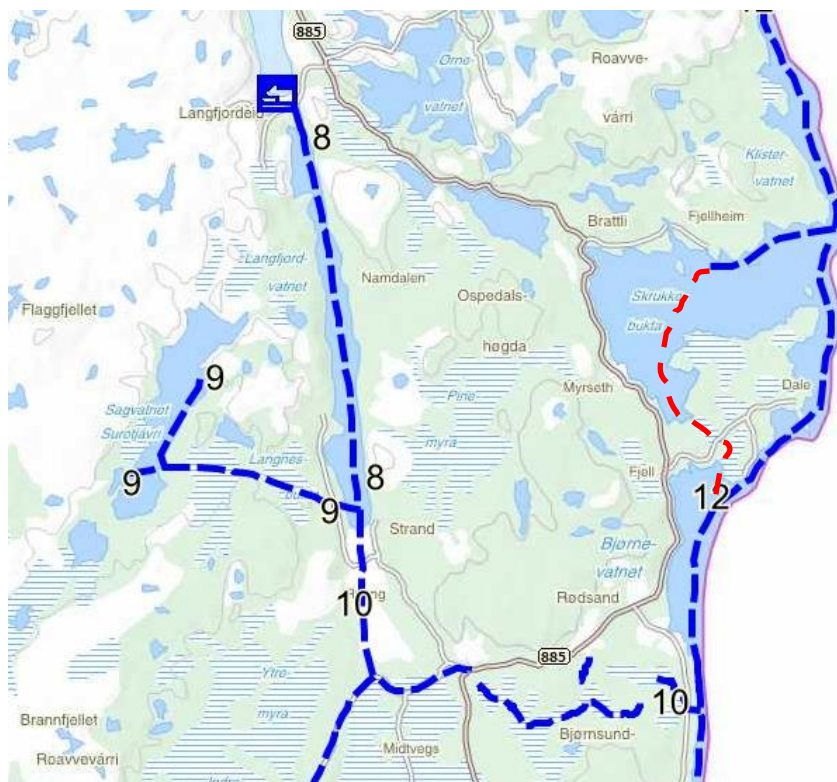 885
Orre-
vatnet
Roavve-
várri
Langfjordeid
8
Klister-
vatnet
Brattli
Fjellheim
Langfjord-
vatnet
Namdalen
Skrukke-
bukta
Ospedals-
høgda
Flaggfjellet
9
Myrseth
Dale
Sagvatnet
Surotjávri
Pine-
myra
Langnes-
9
8
Fjell
9
12
Strand
Bjørne-
vatnet
10
Rødsand
885
Ytre-
myra
10
Brannfjellet
Roavvevárri
Midtvegs
Bjørnsund-
Indre